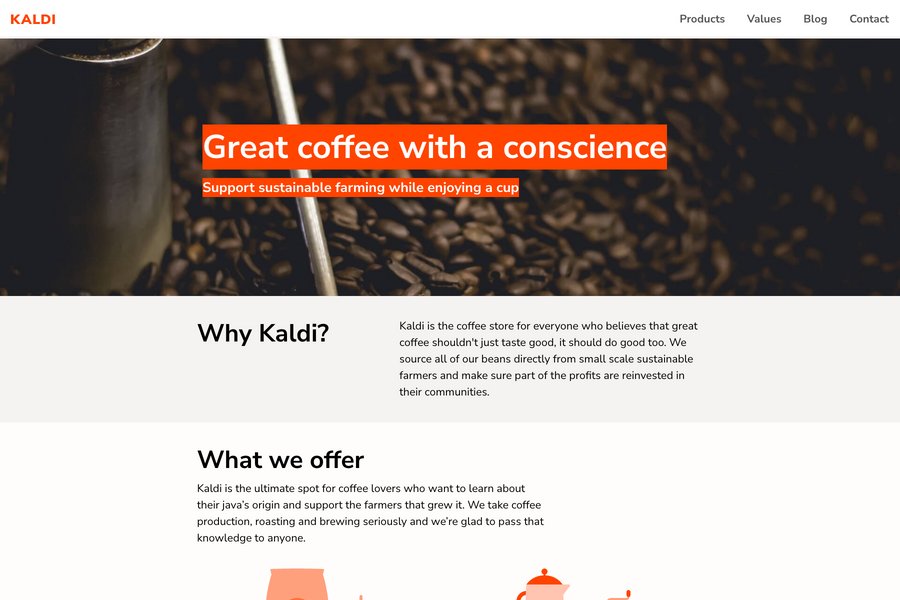 KALDI
Products Values Blog Contact
Great coffee with a conscience
Support sustainable farming while enjoying a cup
Why Kaldi?
Kaldi is the coffee store for everyone who believes that great
coffee shouldn't just taste good, it should do good too. We
source all of our beans directly from small scale sustainable
farmers and make sure part of the profits are reinvested in
their communities.
What we offer
Kaldi is the ultimate spot for coffee lovers who want to learn about
their java’s origin and support the farmers that grew it. We take coffee
production, roasting and brewing seriously and we’re glad to pass that
knowledge to anyone.